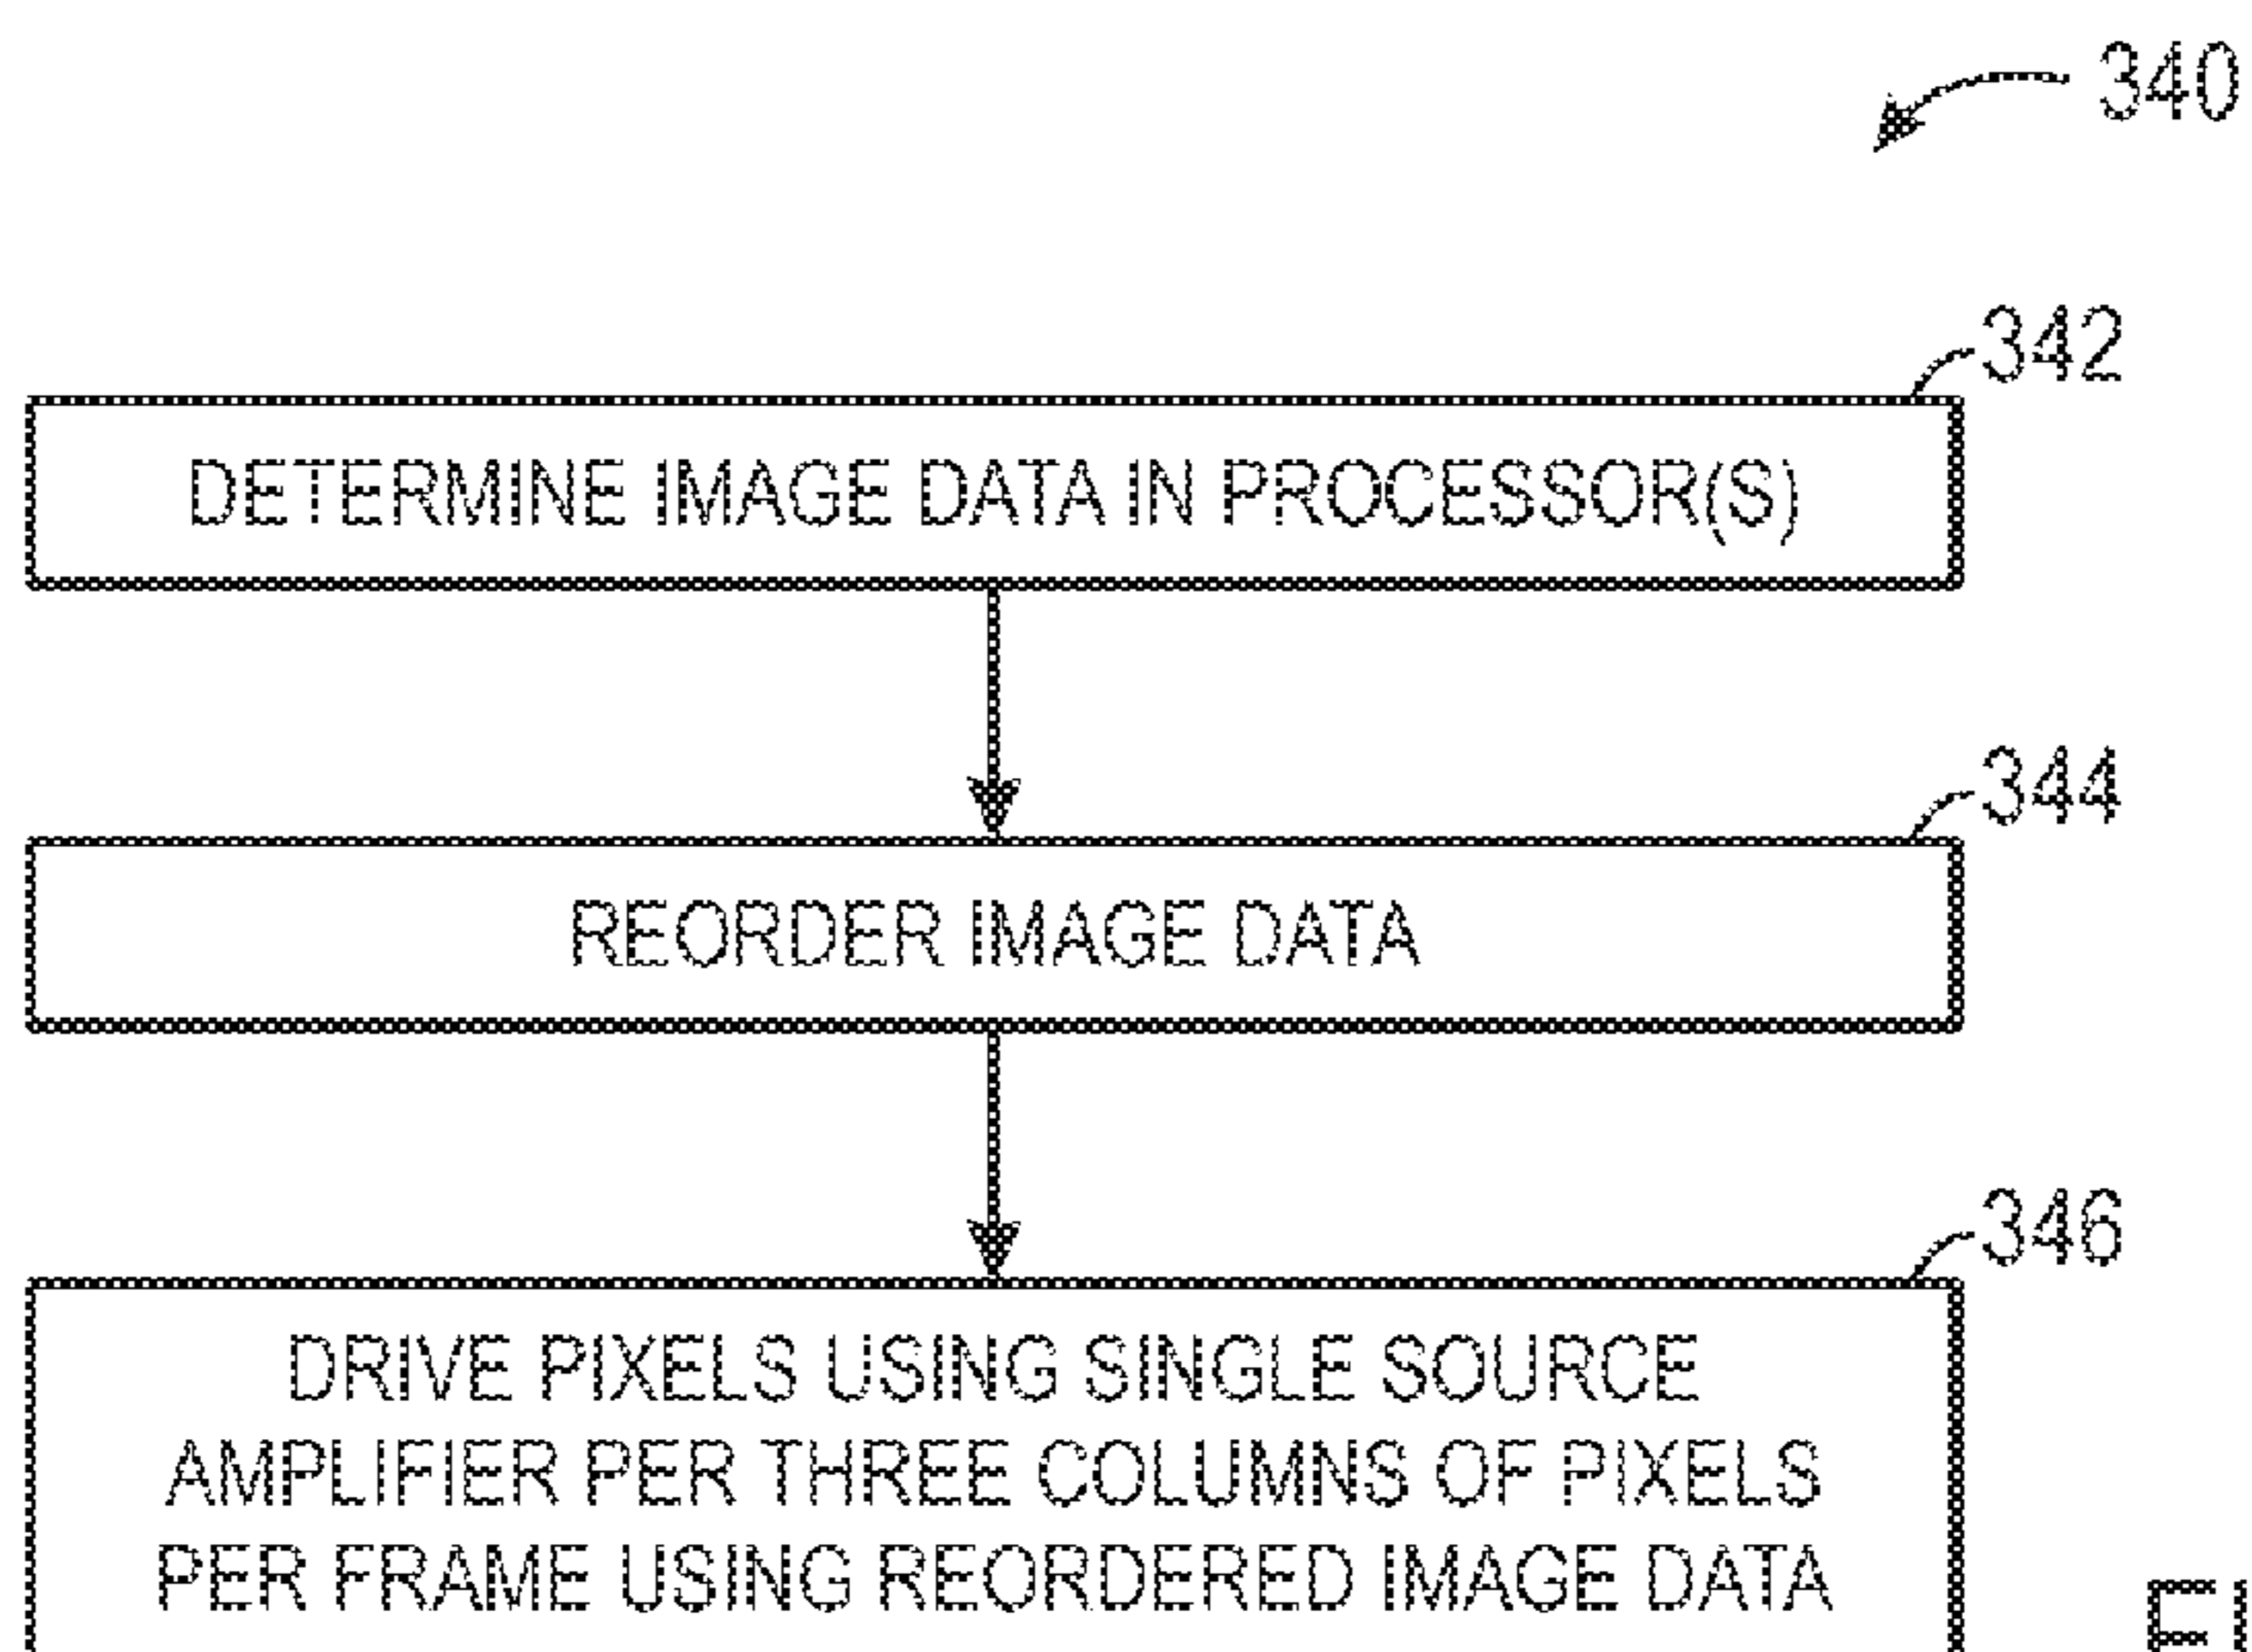 340
342
DETERMINE IMAGE DATA IN PROCESSOR(S)
344
REORDER IMAGE DATA
346
DRIVE PIXELS USING SINGLE SOURCE
AMPLIFIER PER THREE COLUMNS OF PIXELS
PER FRAME USING REORDERED IMAGE DATA